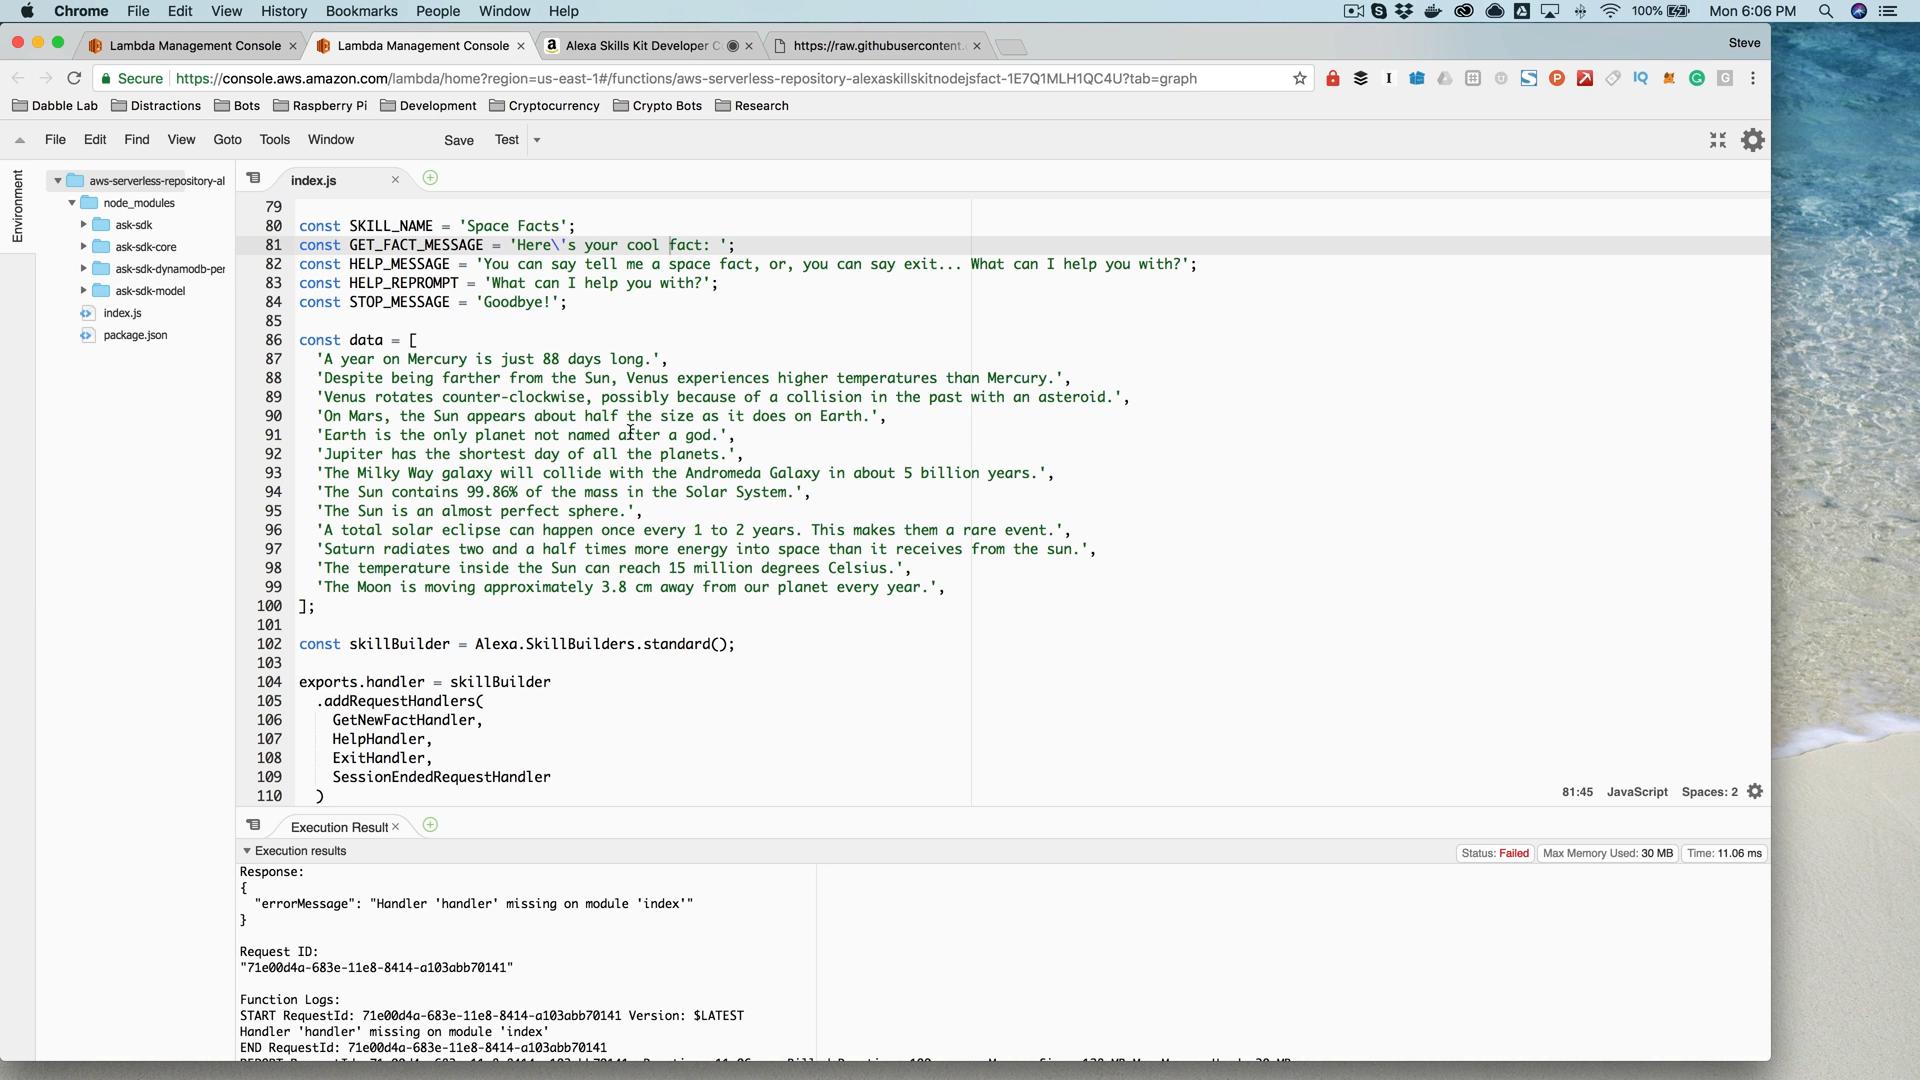 Chrome File Edit View History Bookmarks People Window Help 100% Mon 6:06 PM
Lambda Management Console Lambda Management Console Alexa Skills Kit Developer C https://raw.githubusercontent. Steve
Secure https://console.aws.amazon.com/lambda/home?region=us-east-1#/functions/aws-serverless-repository-alexaskillskitnodejsfact-1E7Q1MLH1QC4U?tab=graph
Dabble Lab Distractions Bots Raspberry Pi Development Cryptocurrency Crypto Bots Research
File Edit Find View Goto Tools Window Save Test
Environment
aws-serverless-repository-al
node_modules
ask-sdk
ask-sdk-core
ask-sdk-dynamodb-per
ask-sdk-model
index.js
package.json
index.js
79
80 const SKILL_NAME = 'Space Facts';
81 const GET_FACT_MESSAGE = 'Here\'s your cool fact: ';
82 const HELP_MESSAGE = 'You can say tell me a space fact, or, you can say exit... What can I help you with?';
83 const HELP_REPROMPT = 'What can I help you with?';
84 const STOP_MESSAGE = 'Goodbye!';
85
86 const data = [
87 'A year on Mercury is just 88 days long.',
88 'Despite being farther from the Sun, Venus experiences higher temperatures than Mercury.',
89 'Venus rotates counter-clockwise, possibly because of a collision in the past with an asteroid.',
90 'On Mars, the Sun appears about half the size as it does on Earth.',
91 'Earth is the only planet not named after a god.',
92 'Jupiter has the shortest day of all the planets.',
93 'The Milky Way galaxy will collide with the Andromeda Galaxy in about 5 billion years.',
94 'The Sun contains 99.86% of the mass in the Solar System.',
95 'The Sun is an almost perfect sphere.',
96 'A total solar eclipse can happen once every 1 to 2 years. This makes them a rare event.',
97 'Saturn radiates two and a half times more energy into space than it receives from the sun.',
98 'The temperature inside the Sun can reach 15 million degrees Celsius.',
99 'The Moon is moving approximately 3.8 cm away from our planet every year.',
100 ];
101
102 const skillBuilder = Alexa.SkillBuilders.standard();
103
104 exports.handler = skillBuilder
105 .addRequestHandlers(
106 GetNewFactHandler,
107 HelpHandler,
108 ExitHandler,
109 SessionEndedRequestHandler
110 )
81:45 JavaScript Spaces: 2
Execution Result
Execution results
Status: Failed Max Memory Used: 30 MB Time: 11.06 ms
Response:
{
"errorMessage": "Handler 'handler' missing on module 'index'"
}
Request ID:
"71e00d4a-683e-11e8-8414-a103abb70141"
Function Logs:
START RequestId: 71e00d4a-683e-11e8-8414-a103abb70141 Version: $LATEST
Handler 'handler' missing on module 'index'
END RequestId: 71e00d4a-683e-11e8-8414-a103abb70141